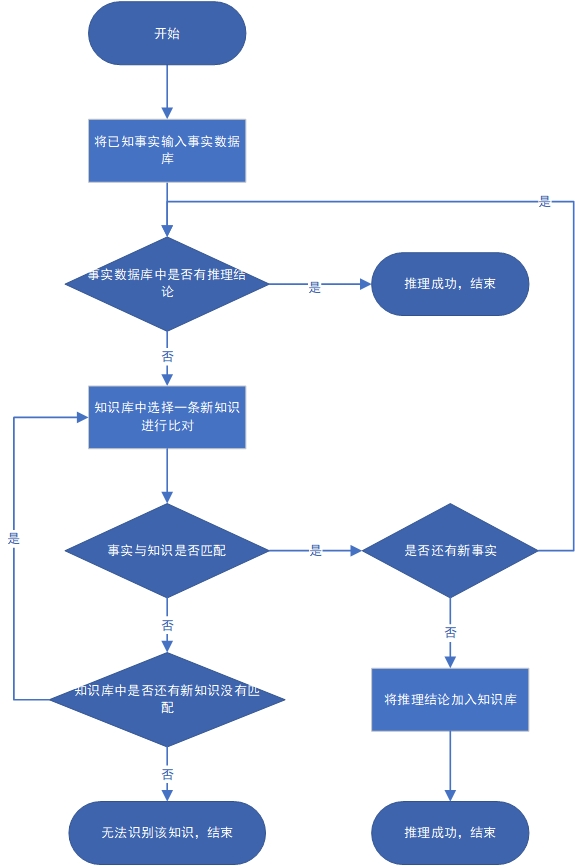 开始
将已知事实输入事实数据
库
是
事实数据库中是否有推理结
论
是
推理成功，结束
否
知识库中选择一条新知识
进行比对
是
事实与知识是否匹配
是
是否还有新事实
否
否
知识库中是否还有新知识没有匹
配
将推理结论加入知识库
否
无法识别该知识，结束
推理成功，结束